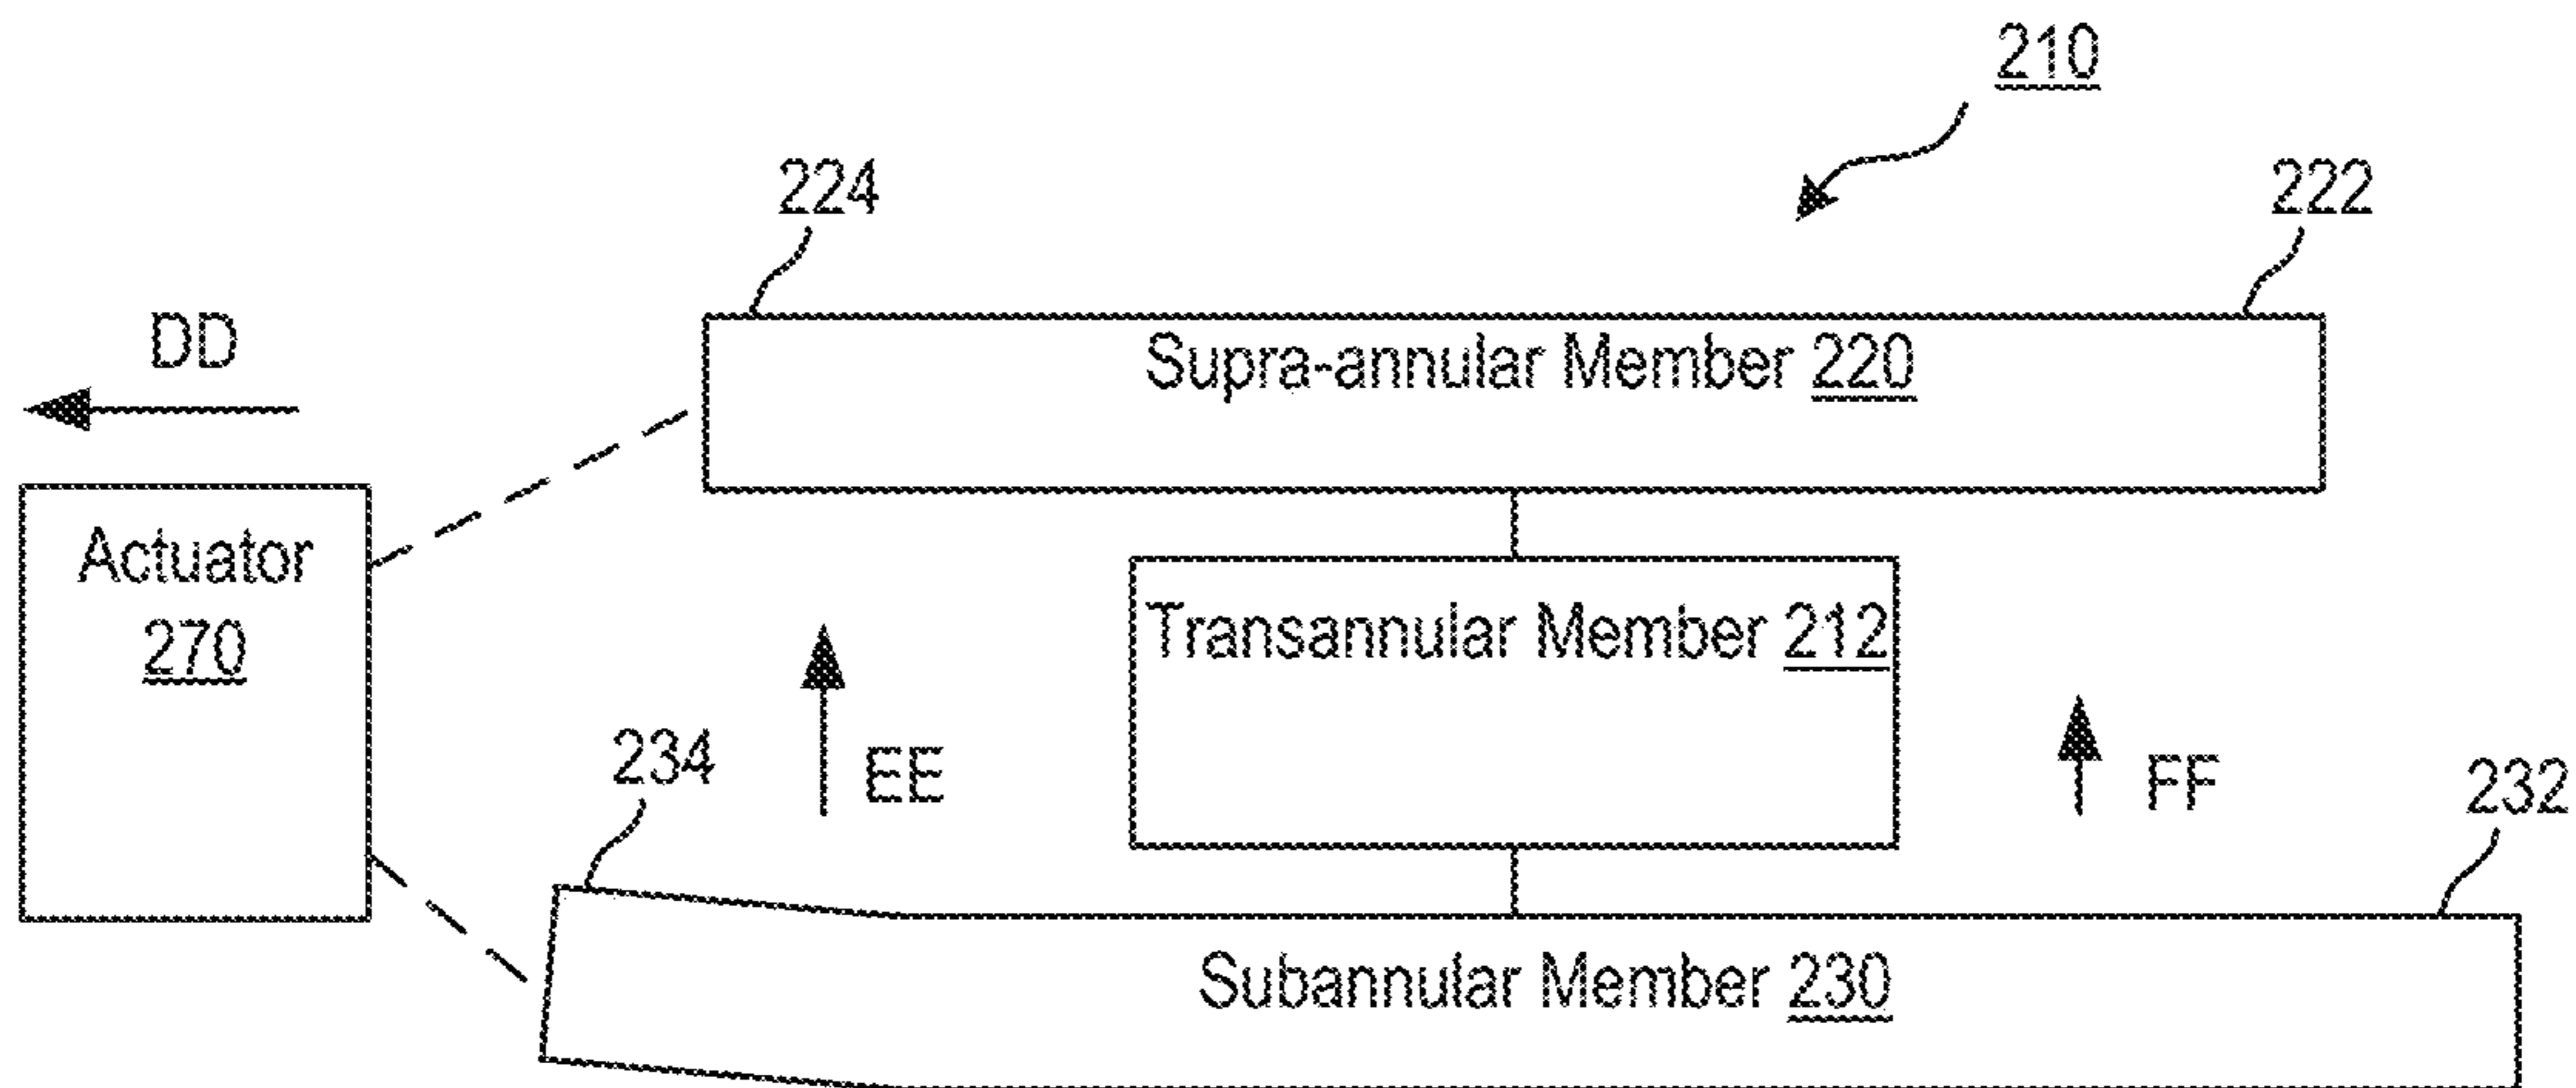 210
224
222
DD
Supra-annular Member 220
Actuator
270
Transannular Member 212
234
EE
FF
232
Subannular Member 230